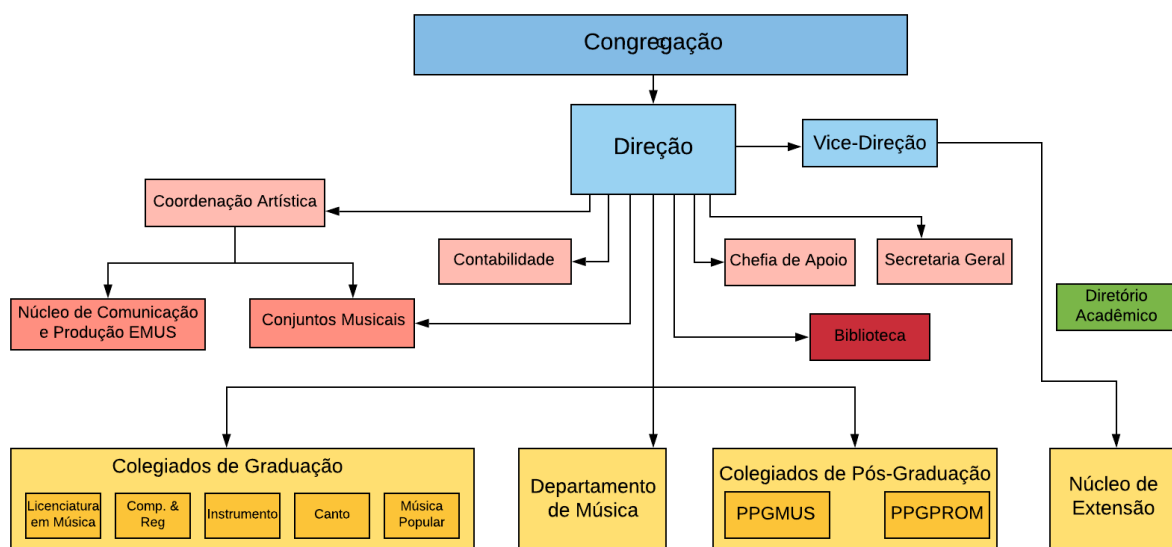 Congregação
Direção
Vice-Direção
Coordenação Artística
Contabilidade
Chefia de Apoio
Secretaria Geral
Núcleo de Comunicação
e Produção EMUS
Conjuntos Musicais
Biblioteca
Diretório
Acadêmico
Colegiados de Graduação
Licenciatura
em Música
Comp. &
Reg
Instrumento
Canto
Música
Popular
Departamento
de Música
Colegiados de Pós-Graduação
PPGMUS
PPGPROM
Núcleo de
Extensão